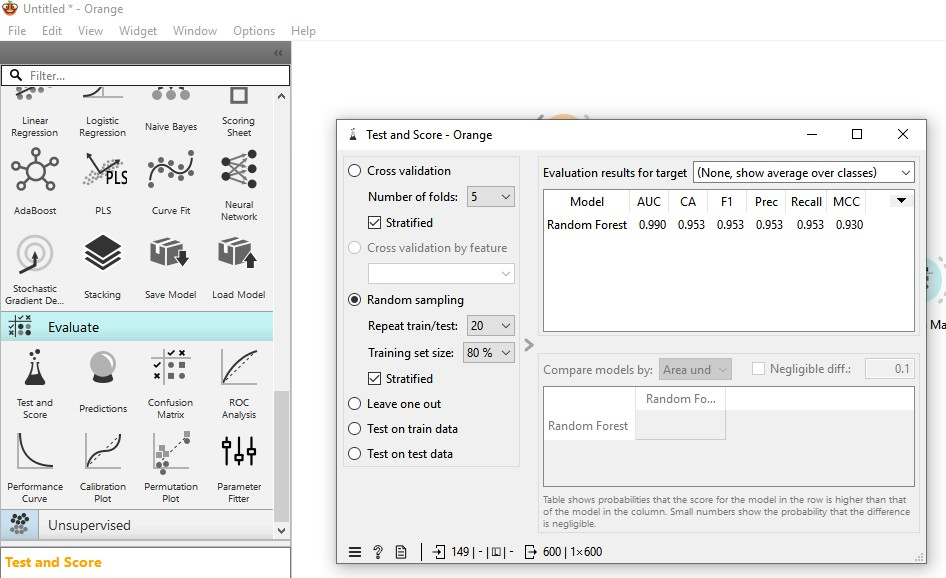 Untitled * - Orange
File Edit View Widget Window Options Help
Filter...
Linear Regression
Logistic Regression
Naive Bayes
Scoring Sheet
AdaBoost
PLS
PLS
Curve Fit
Neural Network
Stochastic Gradient De...
Stacking
Save Model
Load Model
Evaluate
Test and Score
Predictions
Confusion Matrix
ROC Analysis
Performance Curve
Calibration Plot
Permutation Plot
Parameter Fitter
Unsupervised
Test and Score
Test and Score - Orange
Cross validation
Number of folds: 5
Stratified
Cross validation by feature
Random sampling
Repeat train/test: 20
Training set size: 80 %
Stratified
Leave one out
Test on train data
Test on test data
Evaluation results for target (None, show average over classes)
Model AUC CA F1 Prec Recall MCC
Random Forest 0.990 0.953 0.953 0.953 0.953 0.930
Compare models by: Area und Negligible diff.: 0.1
Random Fo...
Random Forest
Table shows probabilities that the score for the model in the row is higher than that
of the model in the column. Small numbers show the probability that the difference
is negligible.
? 149 | - | - 600 | 1×600
Ma